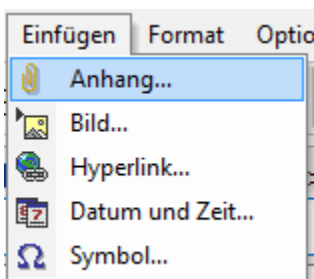 Einfügen Format Optio
Anhang...
Bild...
Hyperlink...
Datum und Zeit...
Symbol...